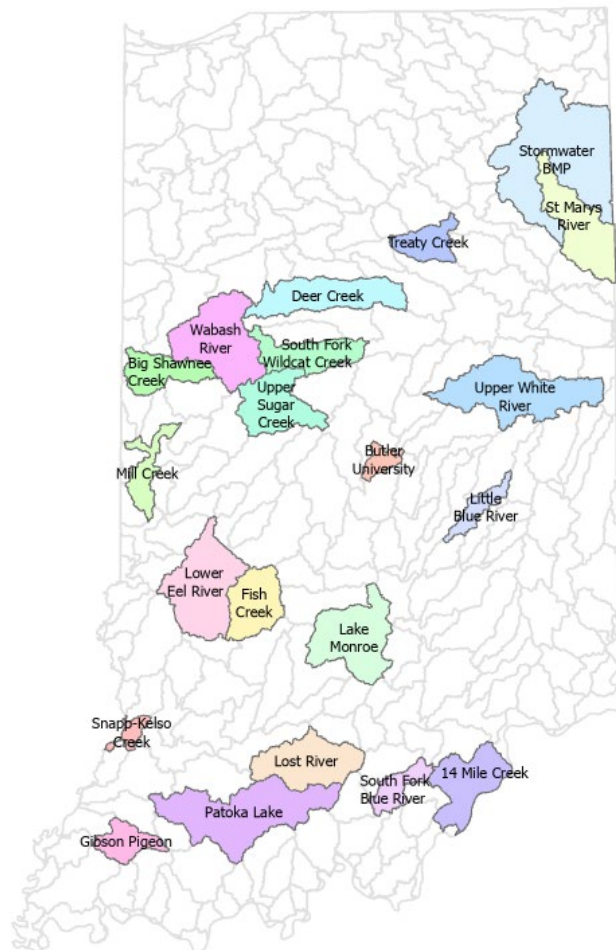 Stormwater
BMP
St Marys
River
Treaty Creek
Deer Creek
Wabash
River
South Fork
Wildcat Creek
Big Shawnee
Creek
Upper
Sugar
Creek
Upper White
River
Butler
University
Mill Creek
Little
Blue River
Lower
Eel River
Fish
Creek
Lake
Monroe
Snapp-Kelso
Creek
Lost River
South Fork
Blue River
14 Mile Creek
Patoka Lake
Gibson Pigeon